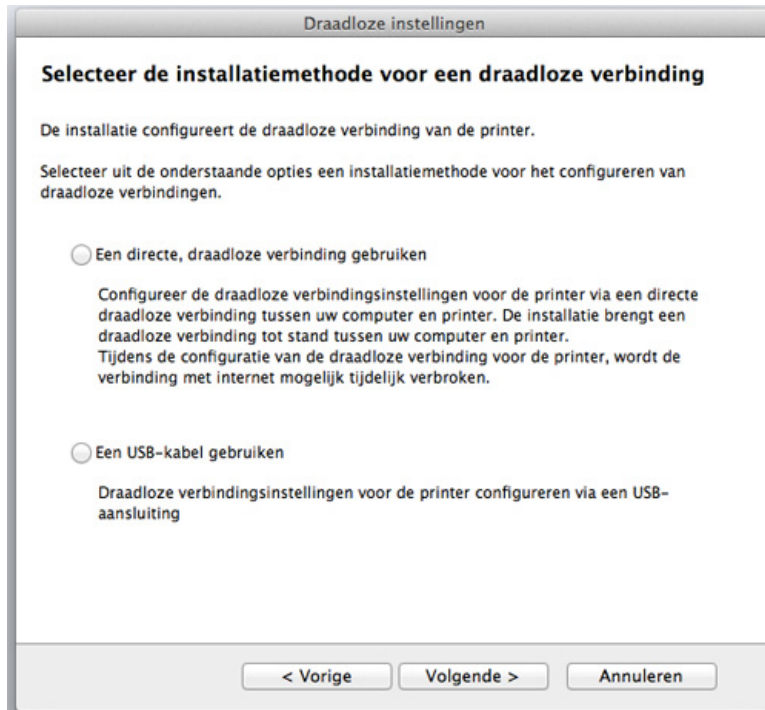 Draadloze instellingen
Selecteer de installatiemethode voor een draadloze verbinding
De installatie configureert de draadloze verbinding van de printer.
Selecteer uit de onderstaande opties een installatiemethode voor het configureren van
draadloze verbindingen.
Een directe, draadloze verbinding gebruiken
Configureer de draadloze verbindingsinstellingen voor de printer via een directe
draadloze verbinding tussen uw computer en printer. De installatie brengt een
draadloze verbinding tot stand tussen uw computer en printer.
Tijdens de configuratie van de draadloze verbinding voor de printer, wordt de
verbinding met internet mogelijk tijdelijk verbroken.
Een USB-kabel gebruiken
Draadloze verbindingsinstellingen voor de printer configureren via een USB-
aansluiting
< Vorige Volgende > Annuleren